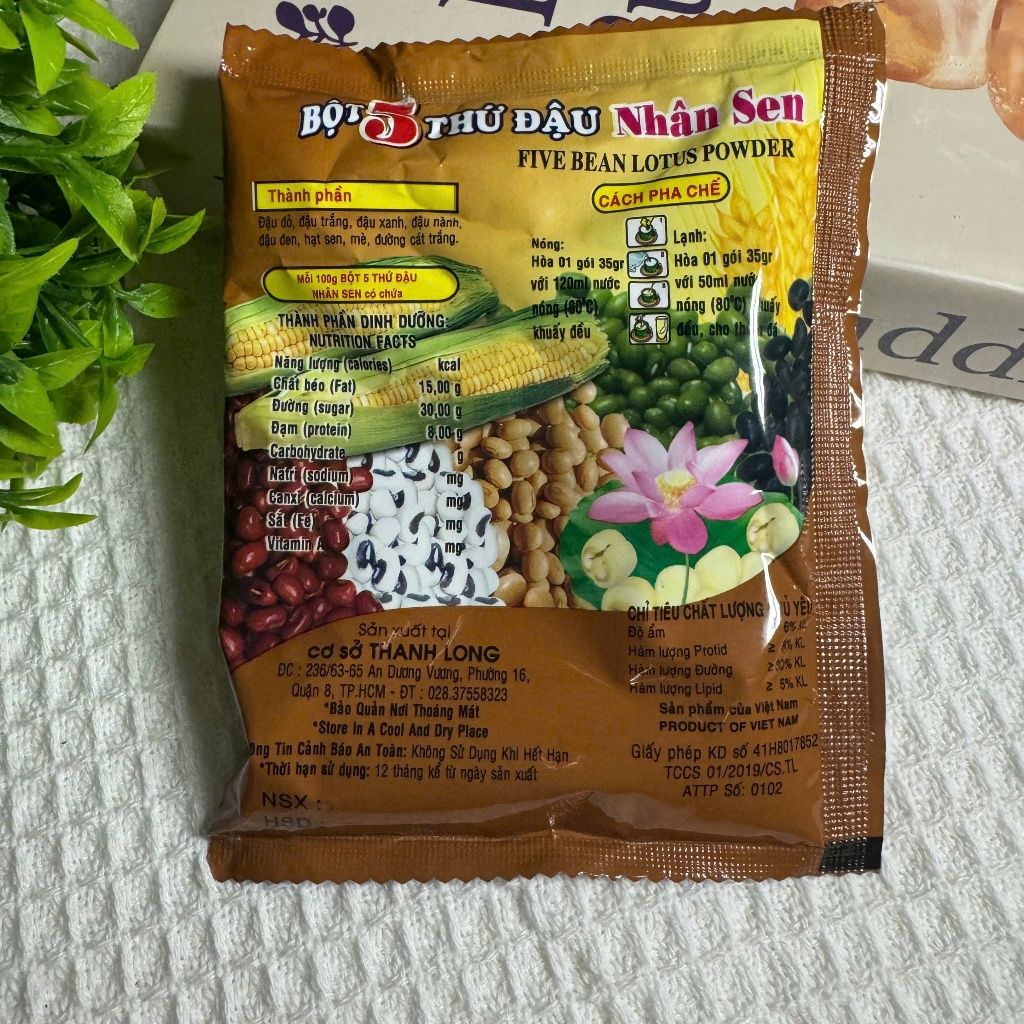 BỘT 5 THỨ ĐẬU Nhân Sen
FIVE BEAN LOTUS POWDER
Thành phần
Đậu đỏ, đậu trắng, đậu xanh, đậu nành,
đậu đen, hạt sen, mè, đường cát trắng.
Mỗi 100g BỘT 5 THỨ ĐẬU
NHÂN SEN có chứa
THÀNH PHẦN DINH DƯỠNG:
NUTRITION FACTS
Năng lượng (calories) kcal
Chất béo (Fat) 15,00 g
Đường (sugar) 30,00 g
Đạm (protein) 8,00 g
Carbohydrate g
Natri (sodium) mg
Canxi (calcium) mg
Sắt (Fe) mg
Vitamin A mg
CÁCH PHA CHẾ
Nóng:
Hòa 01 gói 35gr
với 120ml nước
nóng (80°C)
khuấy đều
Lạnh:
Hòa 01 gói 35gr
với 50ml nước
nóng (80°C) khuấy
đều, cho thêm đá
Sản xuất tại
cơ sở THANH LONG
ĐC : 236/63-65 An Dương Vương, Phường 16,
Quận 8, TP.HCM - ĐT : 028.37558323
*Bảo Quản Nơi Thoáng Mát
*Store In A Cool And Dry Place
Tin Cảnh Báo An Toàn: Không Sử Dụng Khi Hết Hạn
*Thời hạn sử dụng: 12 tháng kể từ ngày sản xuất
NSX :
HSD :
CHỈ TIÊU CHẤT LƯỢNG CHỦ YẾU
Độ ẩm
Hàm lượng Protid
Hàm lượng Đường ≥ 30% KL
Hàm lượng Lipid ≥ 5% KL
Sản phẩm của Việt Nam
PRODUCT OF VIET NAM
Giấy phép KD số 41H8017852
TCCS 01/2019/CS.TL
ATTP Số: 0102